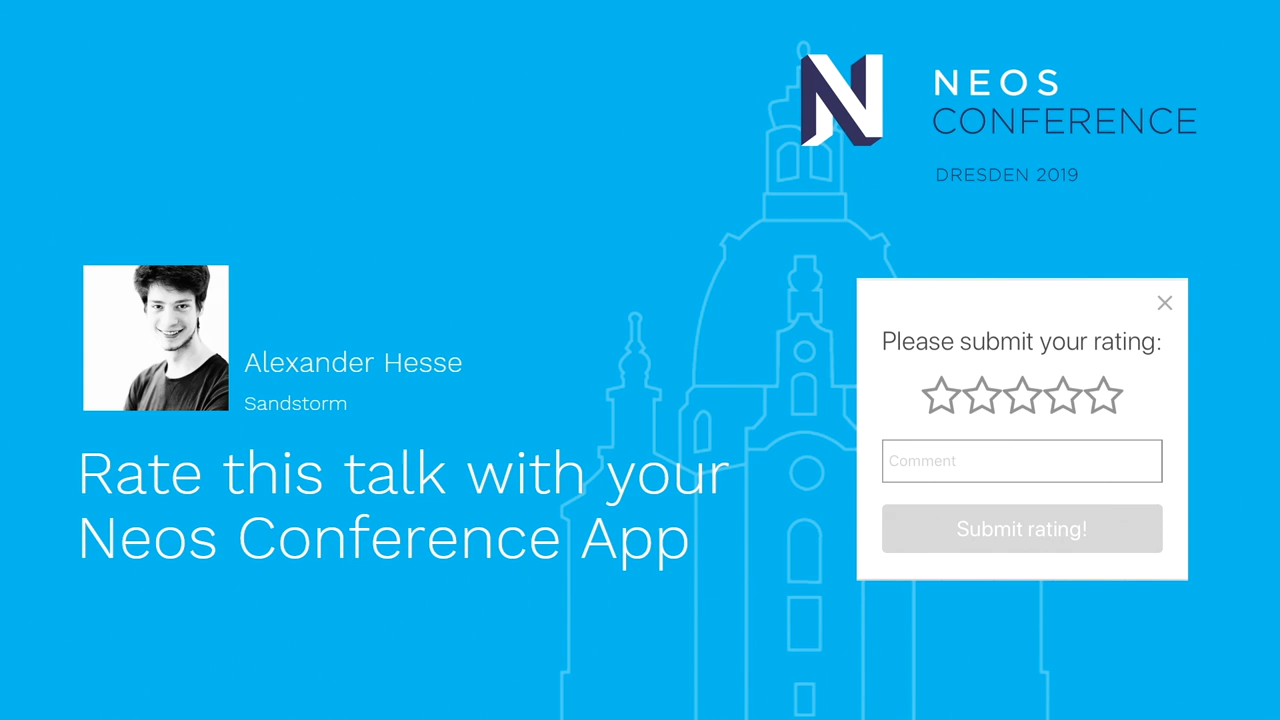 NEOS
CONFERENCE
DRESDEN 2019
Alexander Hesse
Sandstorm
Rate this talk with your
Neos Conference App
Please submit your rating:
Comment
Submit rating!